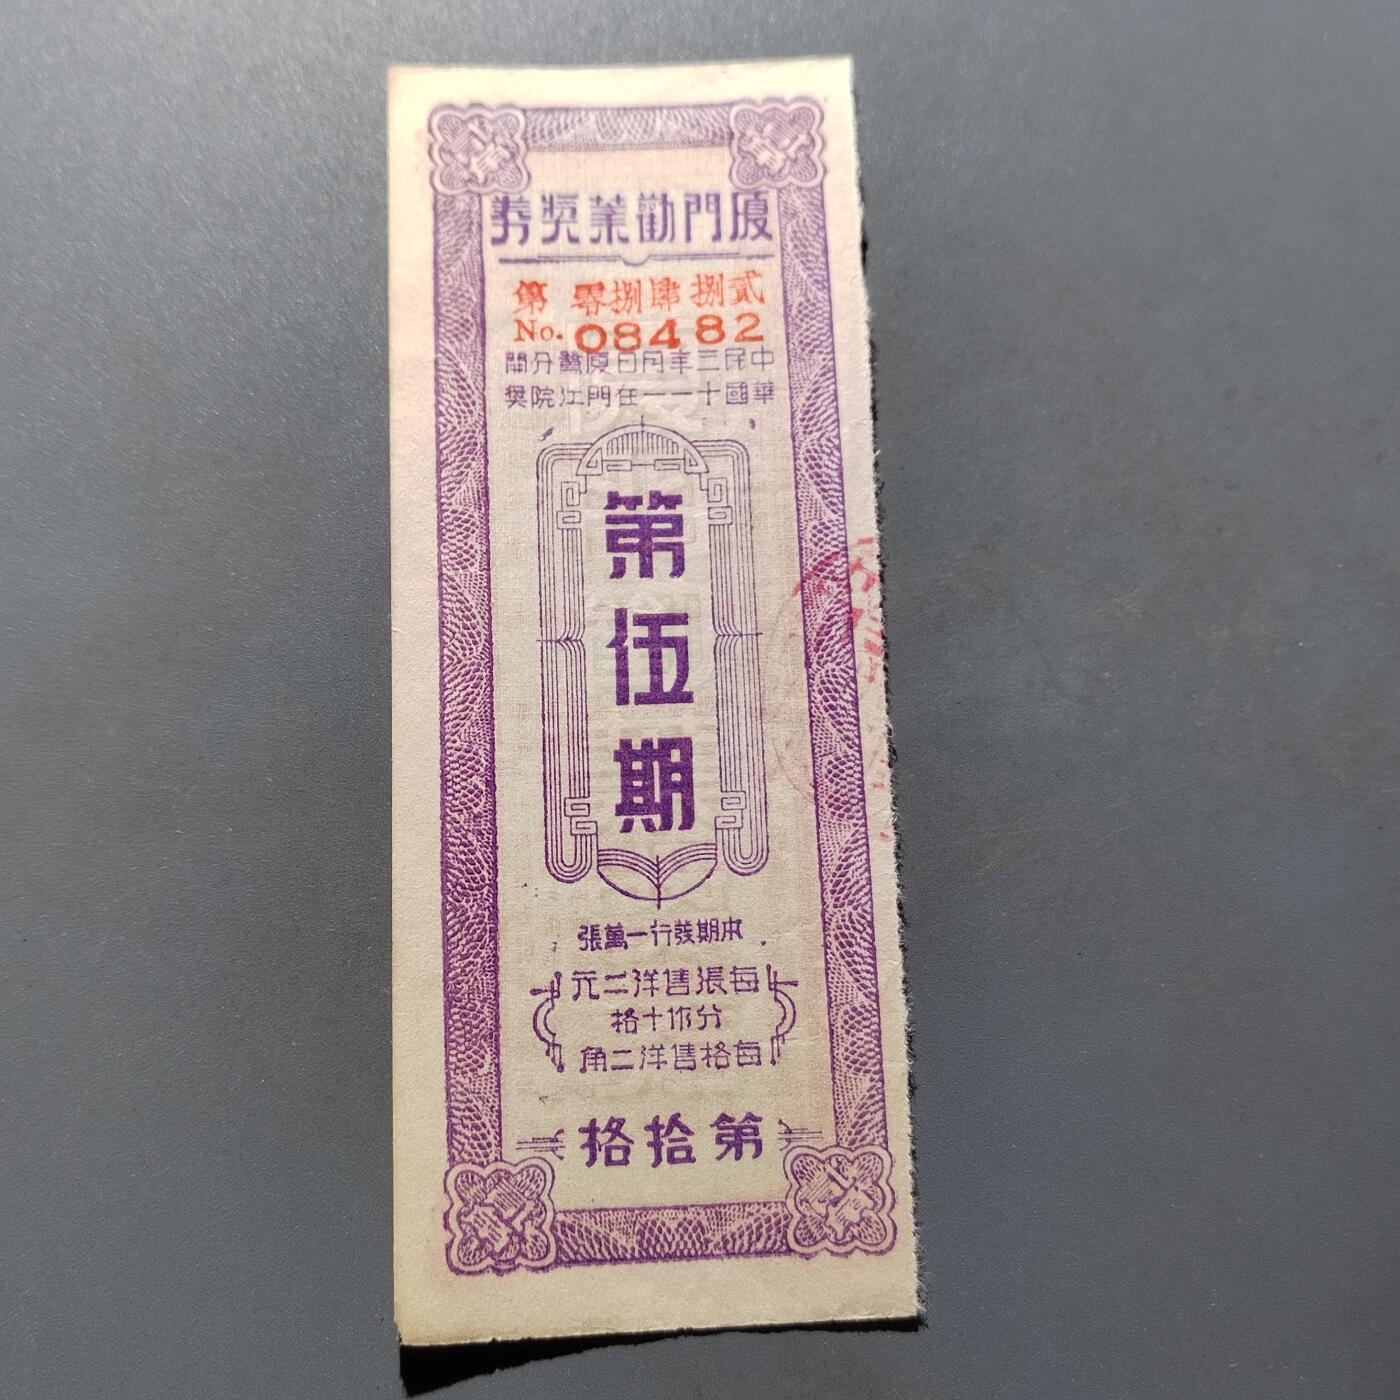 廈門勸業奬券
第 零捌肆捌貳
No. 08482
中華民國三十年一月一日在廈門鷺江分院開奬
第伍期
本期發行一萬張
每張售洋二元
分作十格
每格售洋二角
第拾格